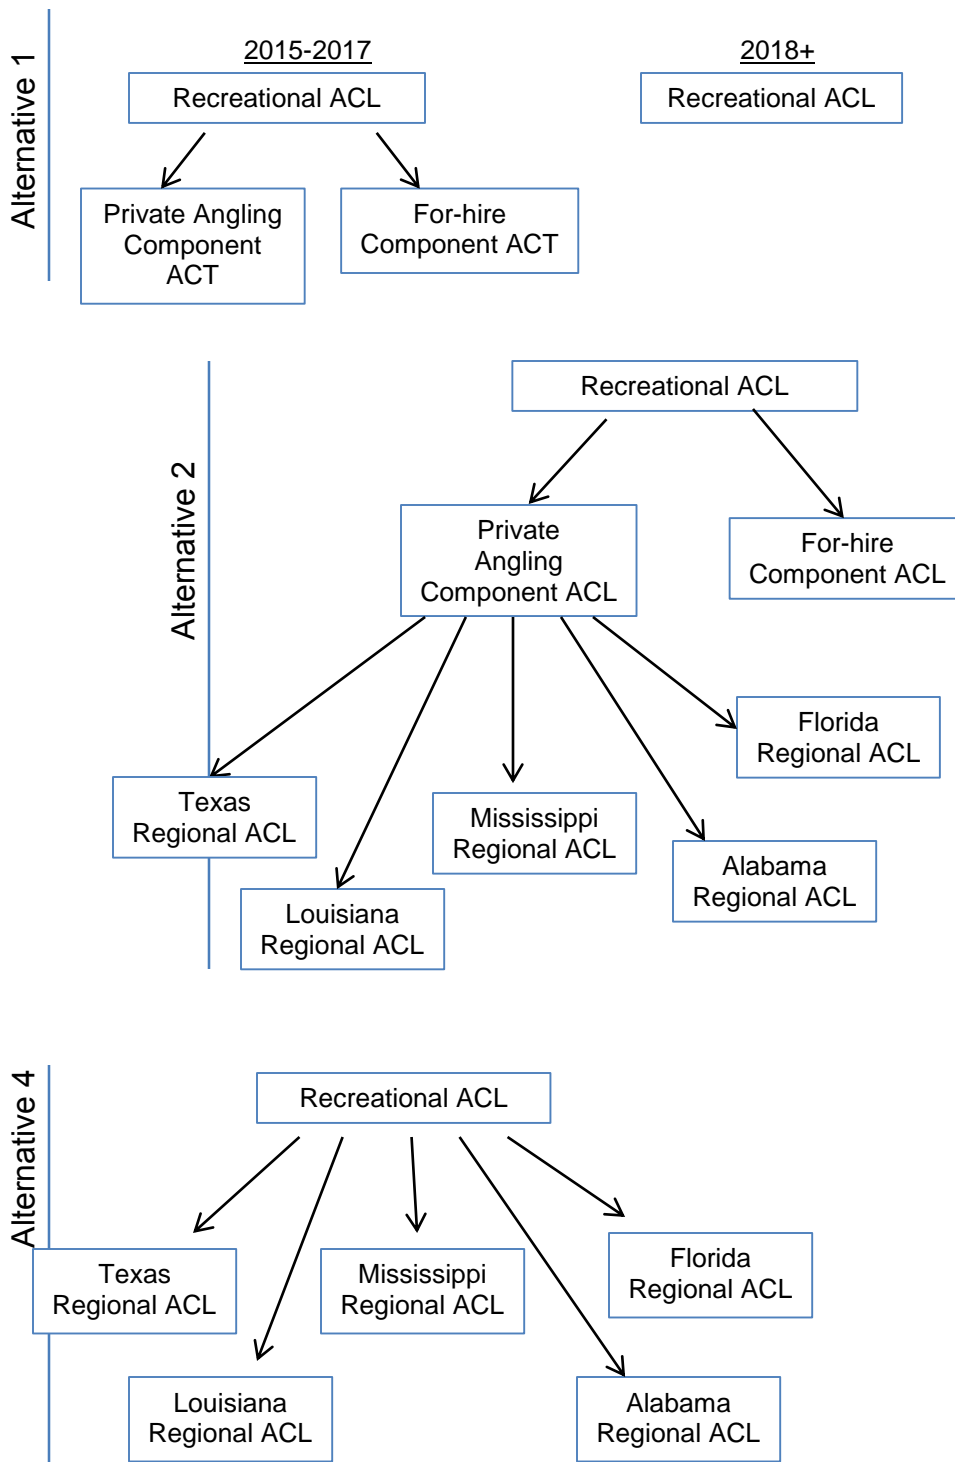 Alternative 1
2015-2017
2018+
Recreational ACL
Recreational ACL
Private Angling
Component
ACT
For-hire
Component ACT
Alternative 2
Recreational ACL
Private
Angling
Component ACL
For-hire
Component ACL
Florida
Regional ACL
Texas
Regional ACL
Mississippi
Regional ACL
Alabama
Regional ACL
Louisiana
Regional ACL
Alternative 4
Recreational ACL
Texas
Regional ACL
Mississippi
Regional ACL
Florida
Regional ACL
Louisiana
Regional ACL
Alabama
Regional ACL